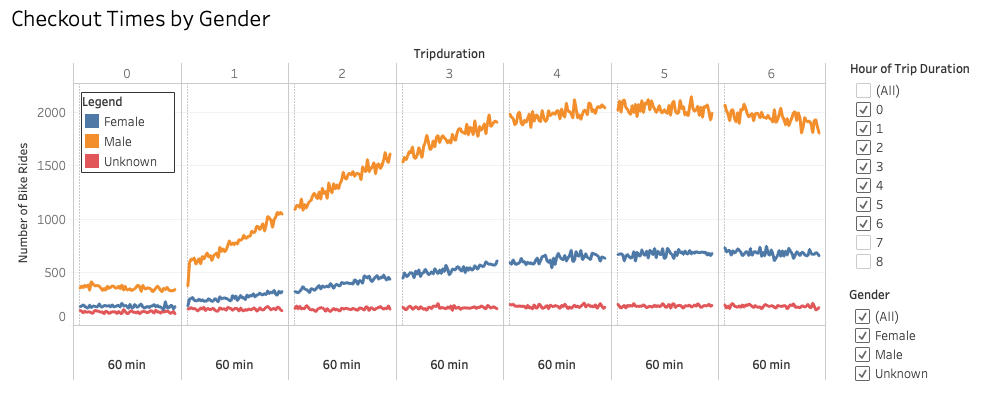 Checkout Times by Gender
Tripduration
0 1 2 3 4 5 6
Legend
Female
Male
Unknown
Number of Bike Rides
2000
1500
1000
500
0
60 min 60 min 60 min 60 min 60 min 60 min 60 min
Hour of Trip Duration
(All)
0
1
2
3
4
5
6
7
8
Gender
(All)
Female
Male
Unknown